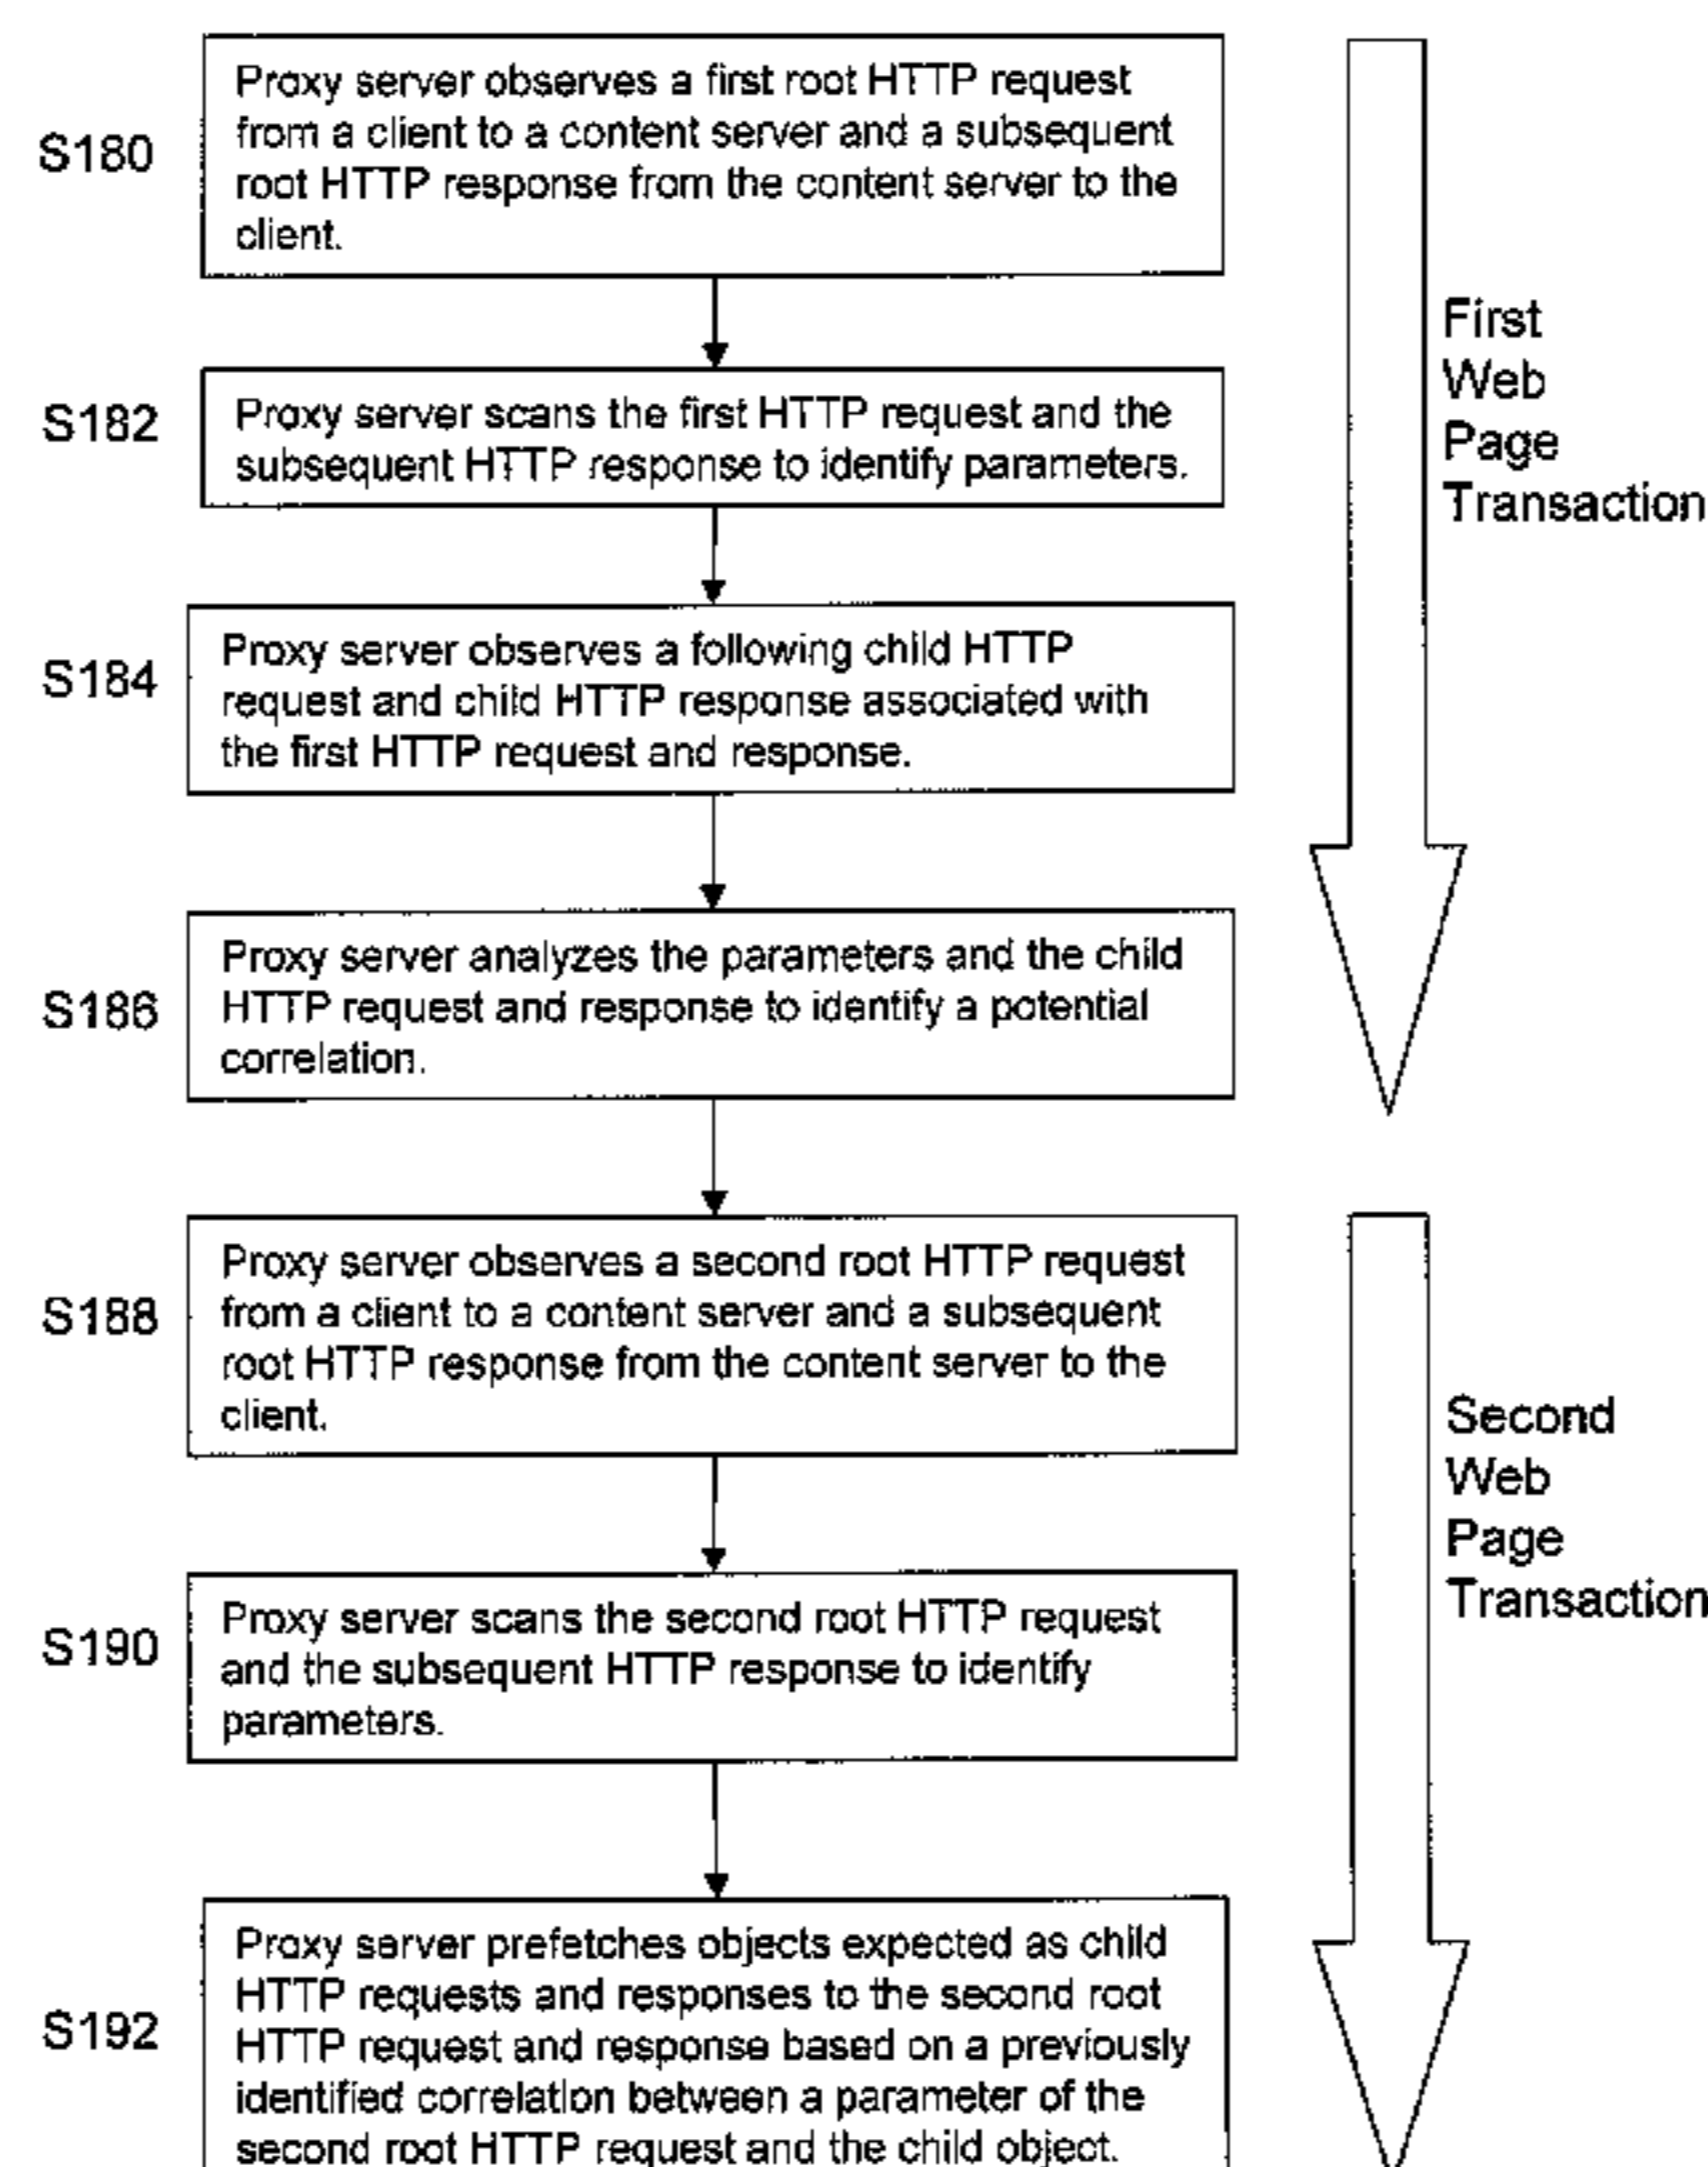 Proxy server observes a first root HTTP request
from a client to a content server and a subsequent
root HTTP response from the content server to the
client.
S180
First
Web
Page
Transaction
Proxy server scans the first HTTP request and the
subsequent HTTP response to identify parameters.
S182
Proxy server observes a following child HTTP
request and child HTTP response associated with
the first HTTP request and response.
S184
Proxy server analyzes the parameters and the child
HTTP request and response to identify a potential
correlation.
S186
Proxy server observes a second root HTTP request
from a client to a content server and a subsequent
root HTTP response from the content server to the
client.
S188
Second
Web
Page
Transaction
Proxy server scans the second root HTTP request
and the subsequent HTTP response to identify
parameters.
S190
Proxy server prefetches objects expected as child
HTTP requests and responses to the second root
HTTP request and response based on a previously
identified correlation between a parameter of the
second root HTTP request and the child object.
S192